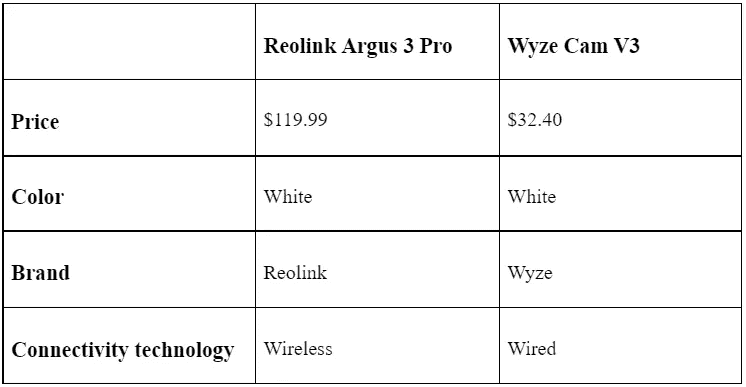 Reolink Argus 3 Pro Wyze Cam V3
Price $119.99 $32.40
Color White White
Brand Reolink Wyze
Connectivity technology Wireless Wired